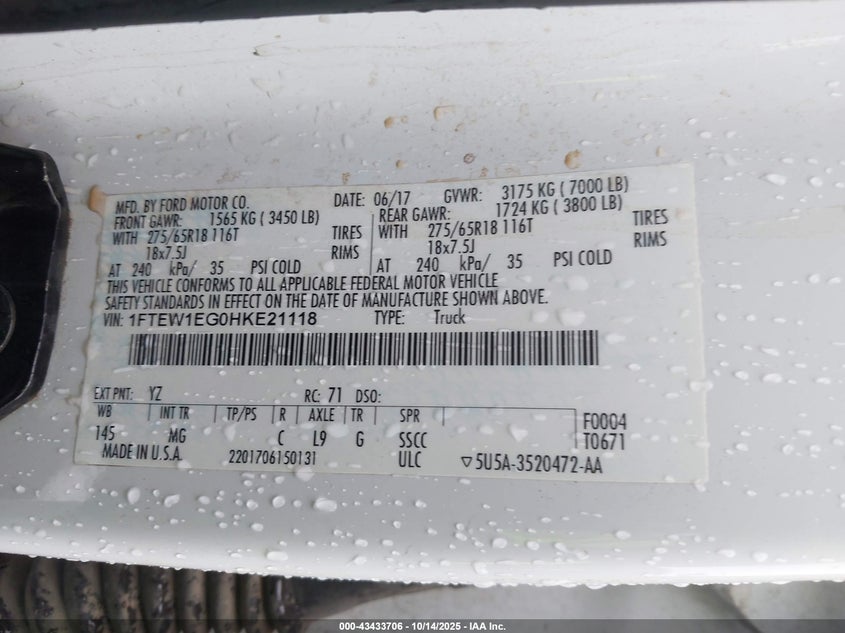 MFD. BY FORD MOTOR CO. DATE: 06/17 GVWR: 3175 KG ( 7000 LB)
FRONT GAWR: 1565 KG ( 3450 LB) REAR GAWR: 1724 KG ( 3800 LB)
WITH 275/65R18 116T TIRES WITH 275/65R18 116T TIRES
18x7.5J RIMS 18x7.5J RIMS
AT 240 kPa/ 35 PSI COLD AT 240 kPa/ 35 PSI COLD
THIS VEHICLE CONFORMS TO ALL APPLICABLE FEDERAL MOTOR VEHICLE
SAFETY STANDARDS IN EFFECT ON THE DATE OF MANUFACTURE SHOWN ABOVE.
VIN: 1FTEW1EG0HKE21118 TYPE: Truck
EXT PNT: YZ RC: 71 DSO:
WB INT TR TP/PS R AXLE TR SPR F0004
145 MG C L9 G SSCC T0671
MADE IN U.S.A. 2201706150131 ULC ▽5U5A-3520472-AA
000-43433706 - 10/14/2025 - IAA Inc.